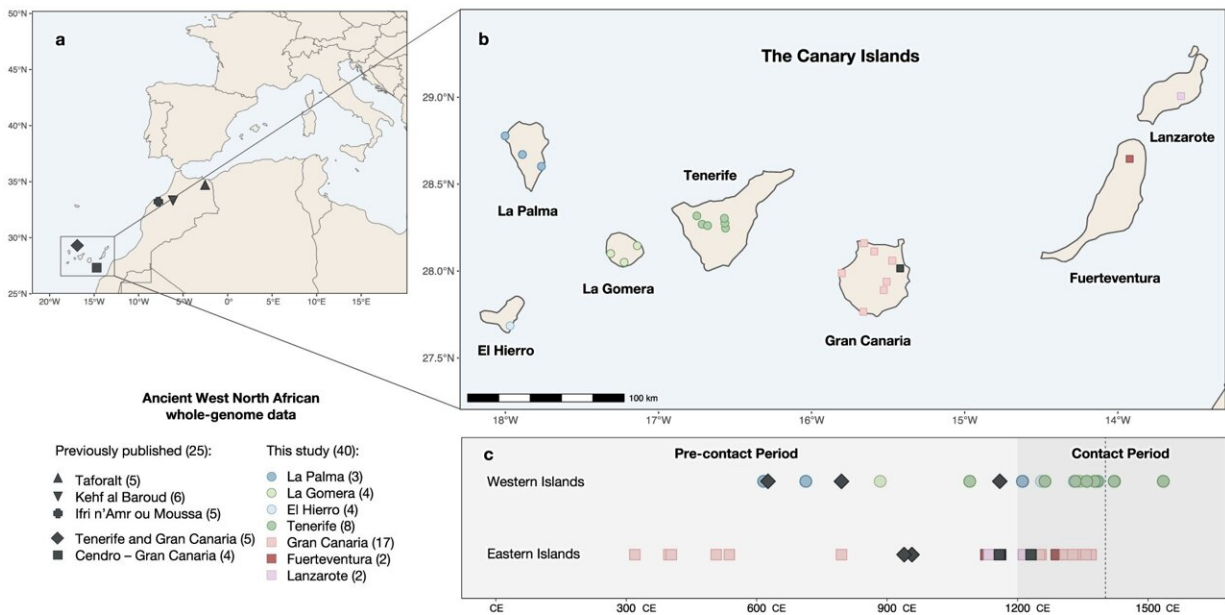 a
50°N
45°N
40°N
35°N
30°N
25°N
20°W
15°W
10°W
5°W
0°W
5°E
10°E
15°E
b
The Canary Islands
29.0°N
28.5°N
28.0°N
27.5°N
Lanzarote
Tenerife
La Palma
Fuerteventura
La Gomera
Gran Canaria
El Hierro
100 km
18°W
17°W
16°W
15°W
14°W
Ancient West North African
whole-genome data
Previously published (25):
Taforalt (5)
Kehf al Baroud (6)
Ifri n'Amr ou Moussa (5)
Tenerife and Gran Canaria (5)
Cendro – Gran Canaria (4)
This study (40):
La Palma (3)
La Gomera (4)
El Hierro (4)
Tenerife (8)
Gran Canaria (17)
Fuerteventura (2)
Lanzarote (2)
c
Pre-contact Period
Contact Period
Western Islands
Eastern Islands
CE
300 CE
600 CE
900 CE
1200 CE
1500 CE